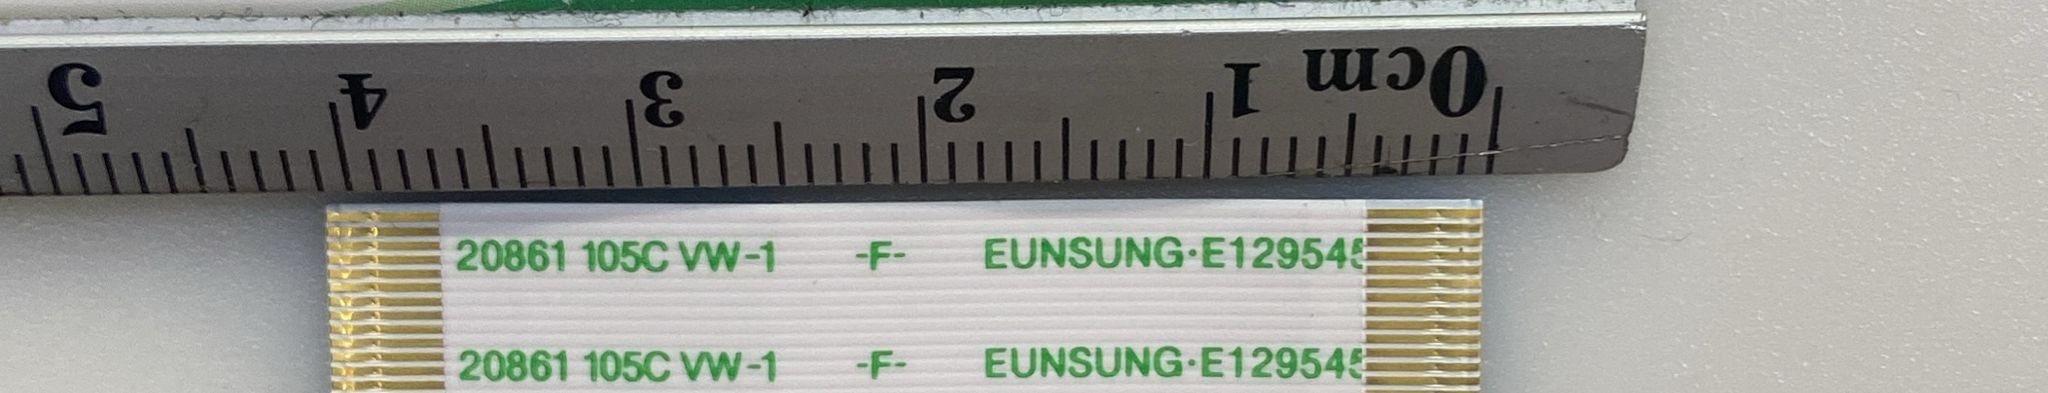 0cm 1 2 3 4 5
20861 105C VW-1 -F- EUNSUNG·E129545
20861 105C VW-1 -F- EUNSUNG·E129545